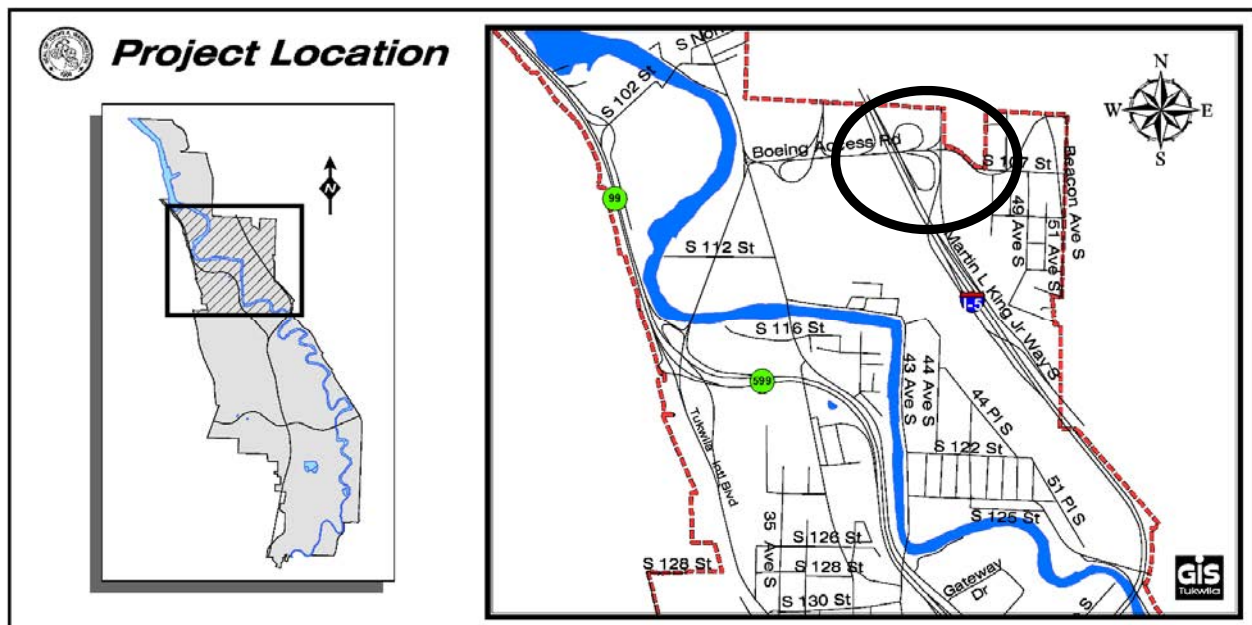 Project Location
N
N
W
E
S
S 102 St
Boeing Access Rd
S 107 St
Beacon Ave S
49 Ave S
51 Ave S
99
S 112 St
Martin L King Jr Way S
I-5
S 116 St
599
43 Ave S
44 Ave S
44 Pl S
Tukwila Intl Blvd
S 122 St
51 Pl S
S 125 St
35 Ave S
S 126 St
S 128 St
S 128 St
S 130 St
Gateway
Dr
S
GIS
Tukwila